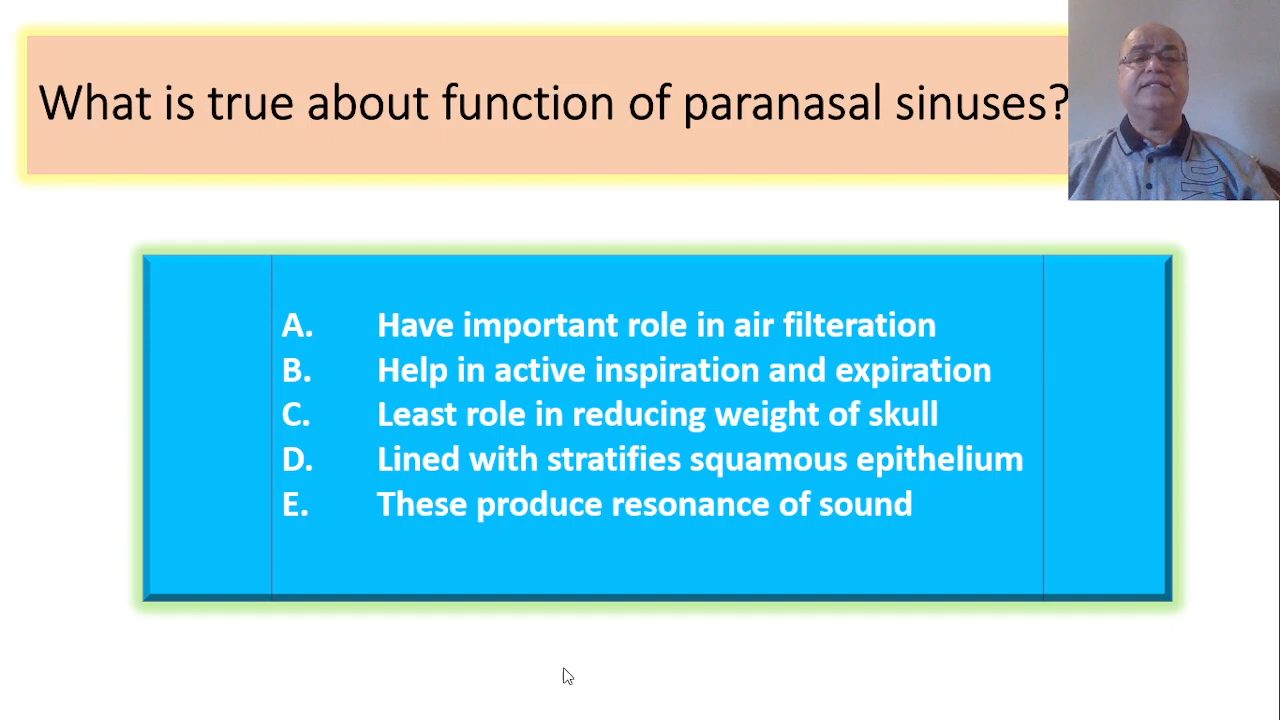 What is true about function of paranasal sinuses?
A. Have important role in air filteration
B. Help in active inspiration and expiration
C. Least role in reducing weight of skull
D. Lined with stratifies squamous epithelium
E. These produce resonance of sound